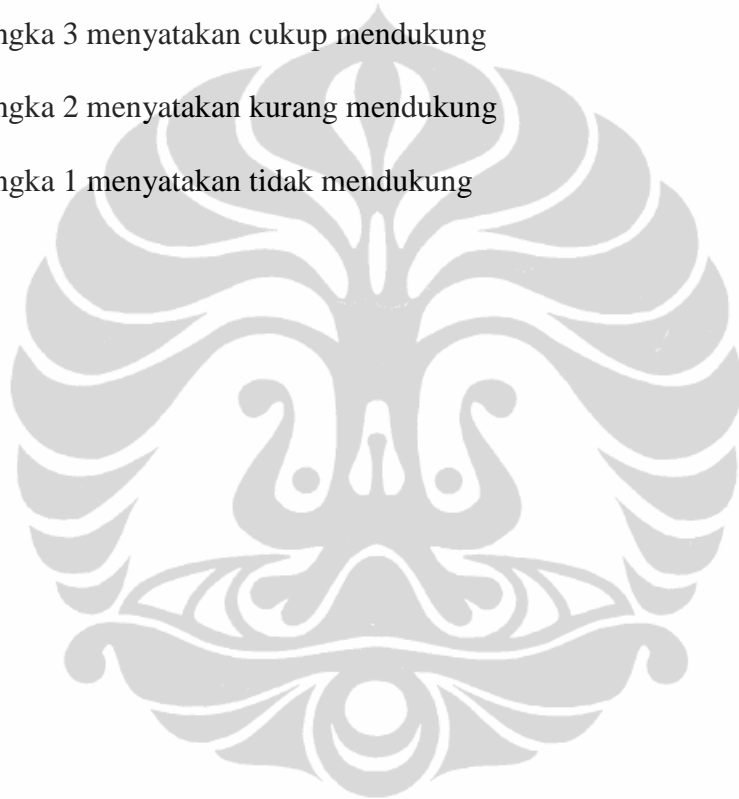 ngka 3 menyatakan cukup mendukung
ngka 2 menyatakan kurang mendukung
ngka 1 menyatakan tidak mendukung